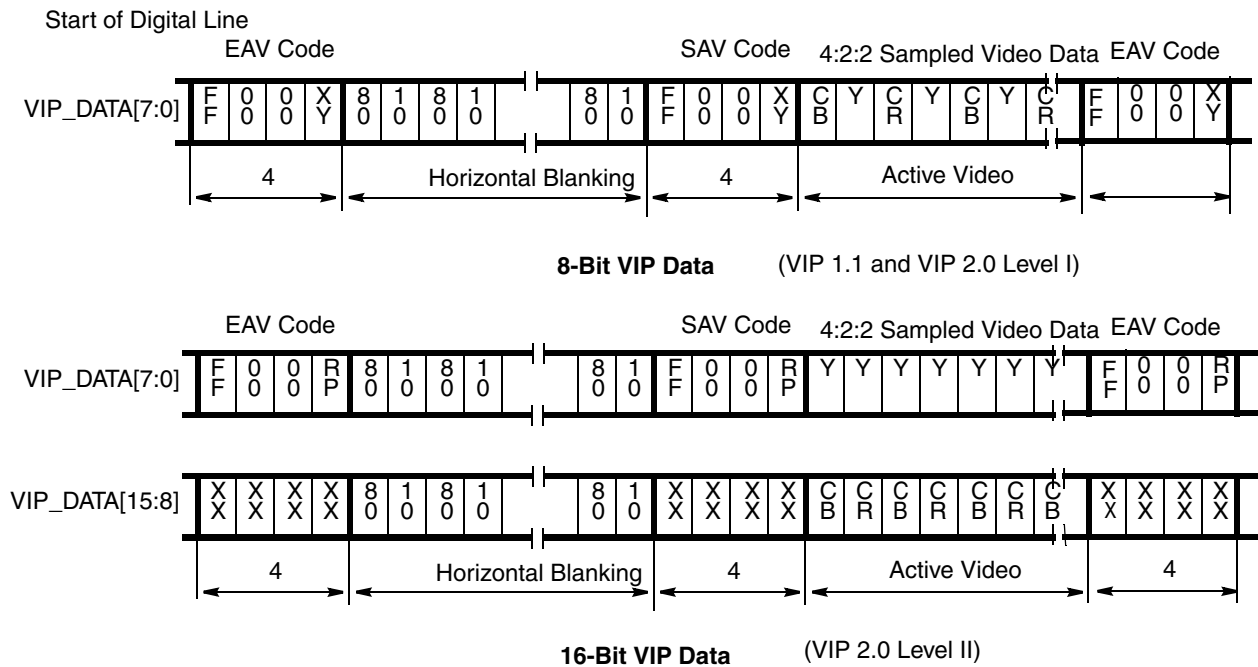 Start of Digital Line
EAV Code SAV Code 4:2:2 Sampled Video Data EAV Code
VIP_DATA[7:0] FF 00 00 XY 80 10 80 10 80 10 FF 00 00 XY CB Y CR Y CB Y CR FF 00 00 XY
4 Horizontal Blanking 4 Active Video
8-Bit VIP Data (VIP 1.1 and VIP 2.0 Level I)
EAV Code SAV Code 4:2:2 Sampled Video Data EAV Code
VIP_DATA[7:0] FF 00 00 RP 80 10 80 10 80 10 FF 00 00 RP Y Y Y Y Y Y Y FF 00 00 RP
VIP_DATA[15:8] XX XX XX XX 80 10 80 10 80 10 XX XX XX XX CB CR CB CR CB CR CB XX XX XX XX
4 Horizontal Blanking 4 Active Video 4
16-Bit VIP Data (VIP 2.0 Level II)